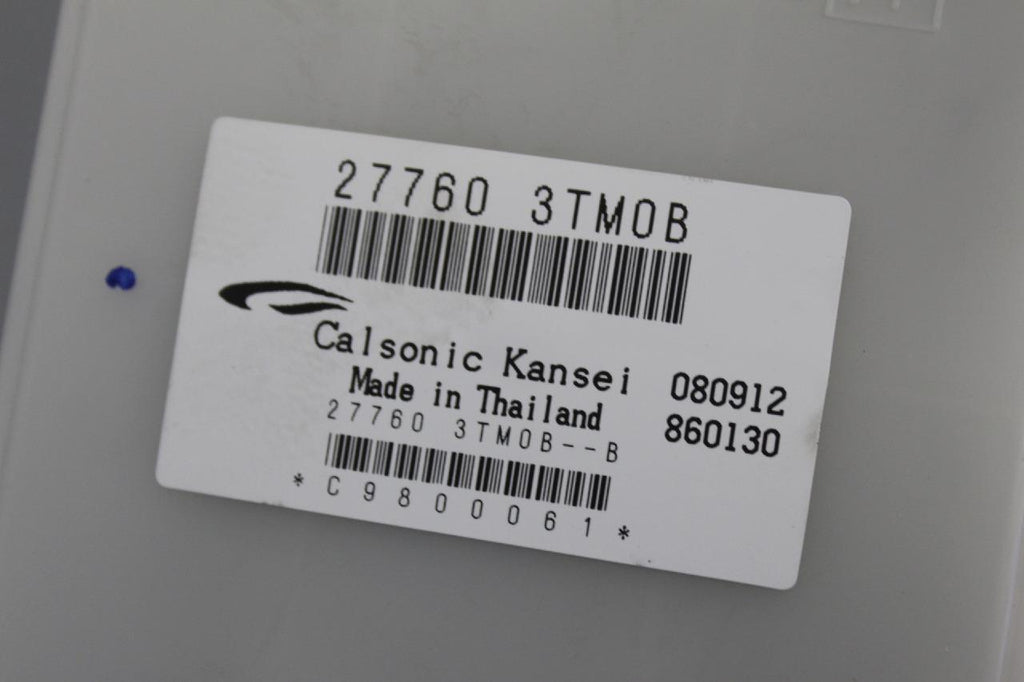 27760 3TM0B
Calsonic Kansei 080912
Made in Thailand 860130
27760 3TM0B--B
*C9800061*